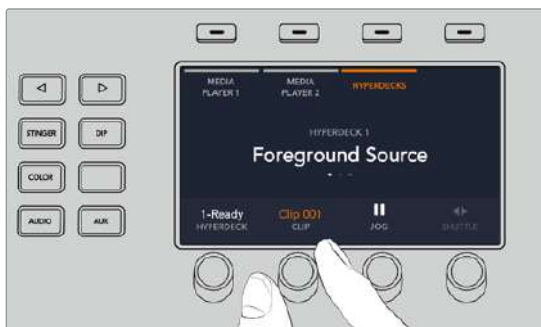 MEDIA PLAYER 1
MEDIA PLAYER 2
HYPERDECKS
HYPERDECK 1
Foreground Source
1-Ready
HYPERDECK
Clip 001
CLIP
JOG
SHUTTLE
STINGER
DIP
COLOR
AUDIO
AUX